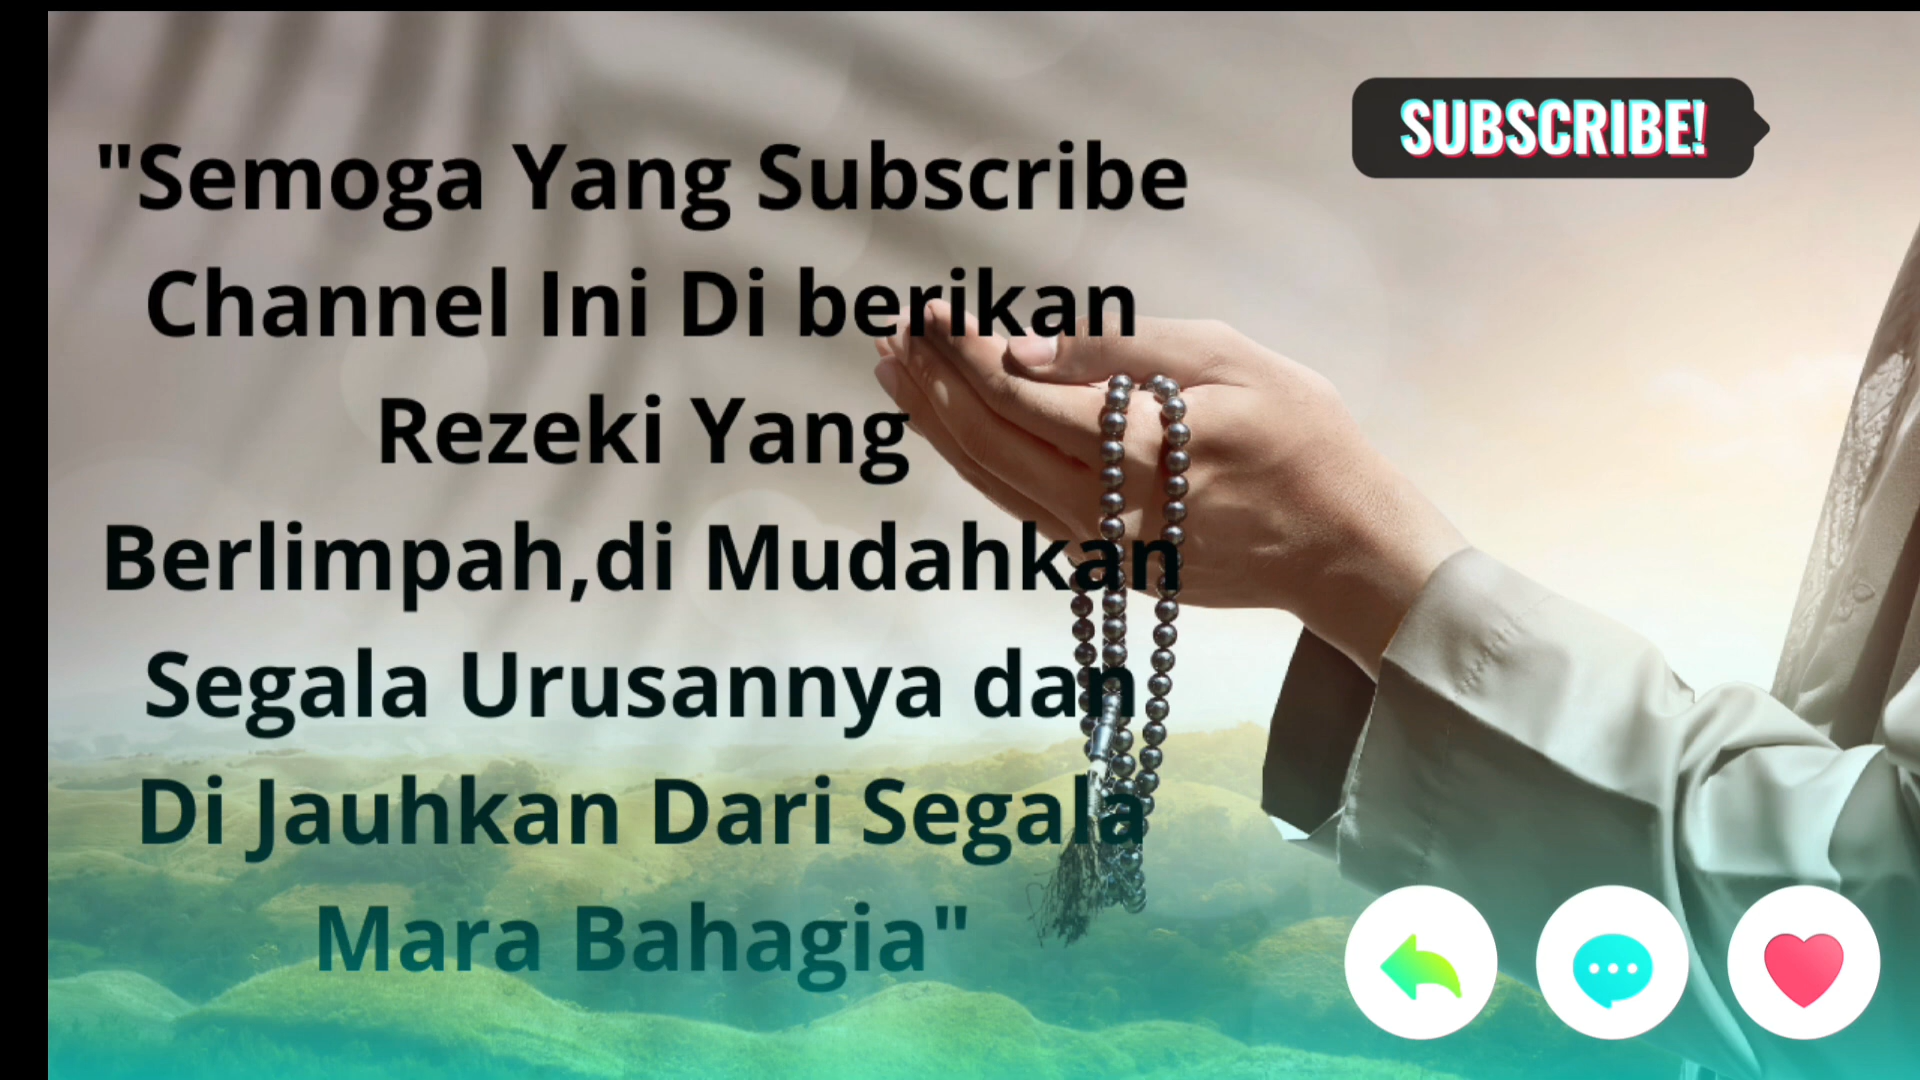 SUBSCRIBE!
"Semoga Yang Subscribe
Channel Ini Di berikan
Rezeki Yang
Berlimpah,di Mudahkan
Segala Urusannya dan
Di Jauhkan Dari Segala
Mara Bahagia"